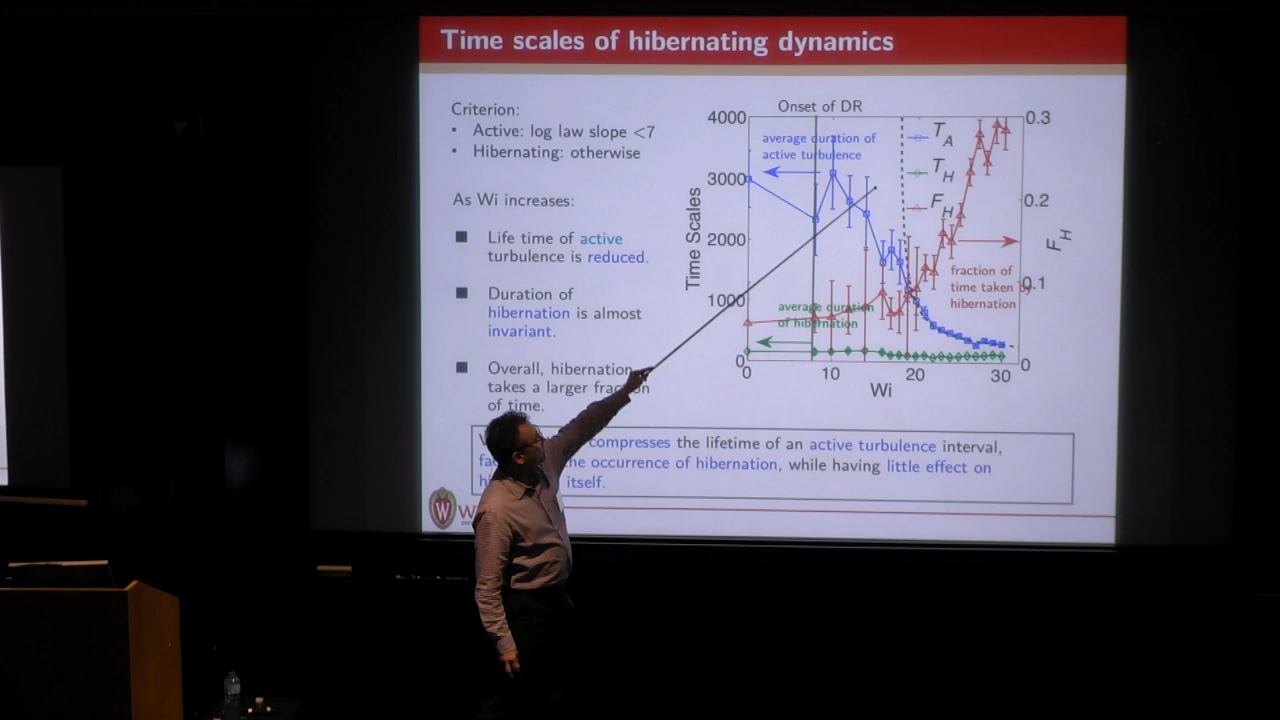 Time scales of hibernating dynamics
Criterion:
• Active: log law slope <7
• Hibernating: otherwise
As Wi increases:
Life time of active
turbulence is reduced.
Duration of
hibernation is almost
invariant.
Overall, hibernation
takes a larger fraction
of time.
Onset of DR
4000
3000
2000
1000
0
Time Scales
average duration of
active turbulence
average duration
of hibernation
T_A
T_H
F_H
fraction of
time taken by
hibernation
0.3
0.2
0.1
0
F_H
0 10 20 30
Wi
compresses the lifetime of an active turbulence interval,
the occurrence of hibernation, while having little effect on
itself.
W